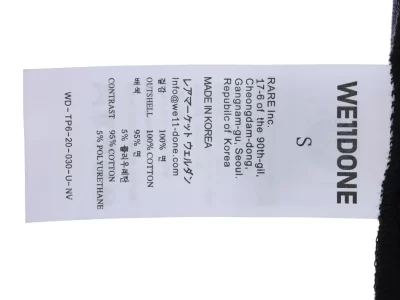 WE11DONE
S
RARE Inc.
17-6 of the 90th-gil,
Cheongdam-dong,
Gangnam-gu, Seoul,
Republic of Korea
MADE IN KOREA
レアマーケット ウェルダン
Info@we11-done.com
겉감 100% 면
OUTSHELL 100% COTTON
배색 95% 면
5% 폴리우레탄
CONTRAST 95% COTTON
5% POLYURETHANE
WD-TP6-20-030-U-NV